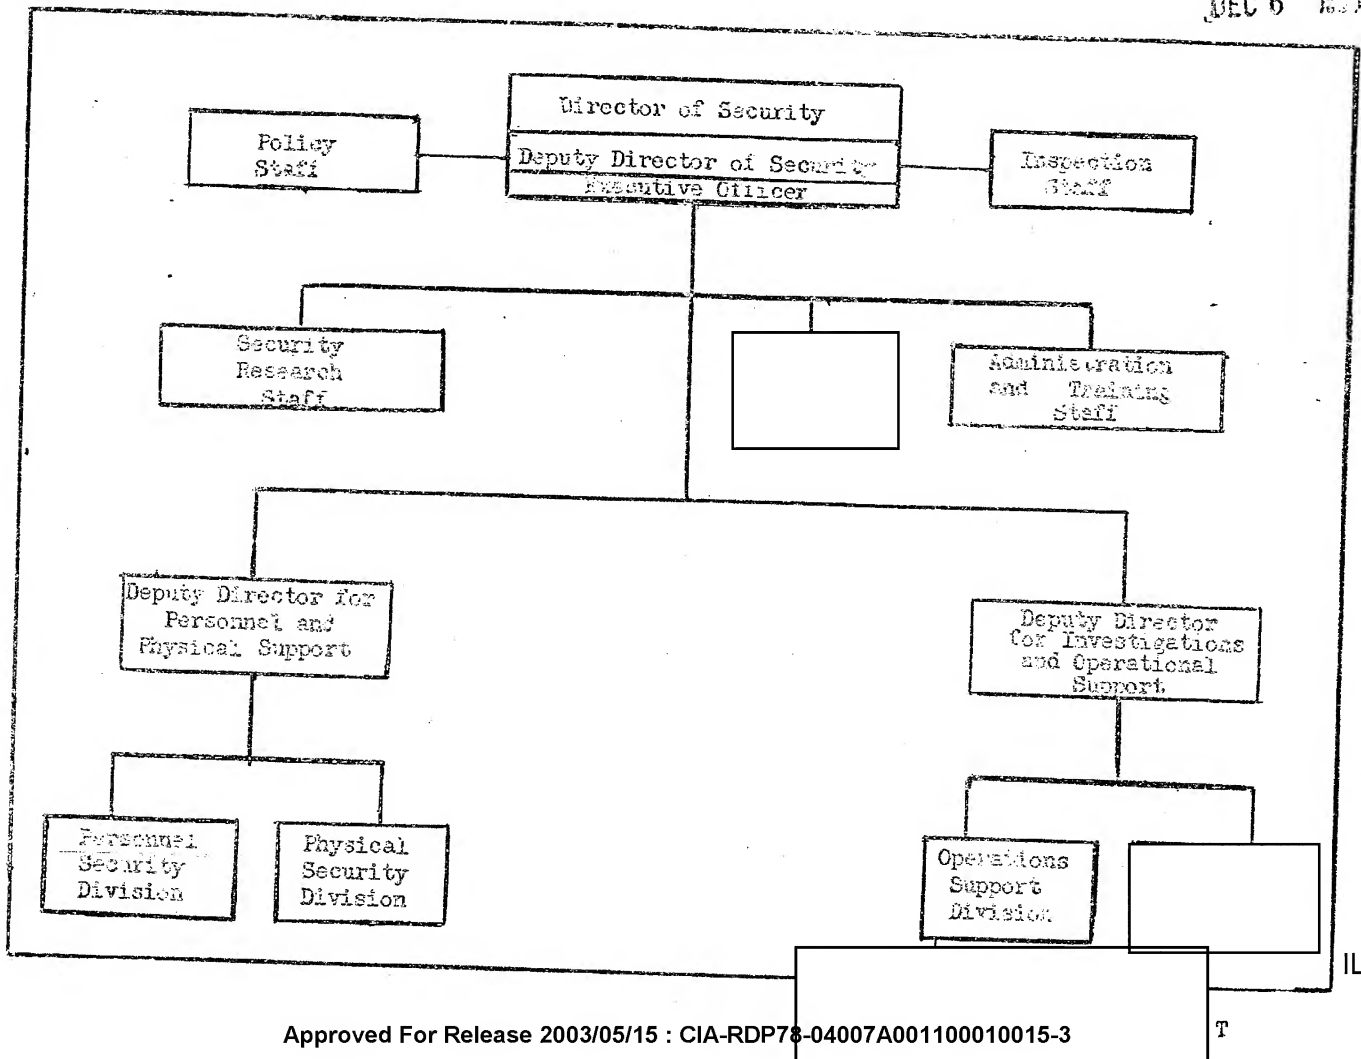 DEC 6
Director of Security
Deputy Director of Security
Executive Officer
Policy
Staff
Inspection
Staff
Security
Research
Staff
Administration
and Training
Staff
Deputy Director for
Personnel and
Physical Support
Deputy Director
for Investigations
and Operational
Support
Personnel
Security
Division
Physical
Security
Division
Operations
Support
Division
IL
Approved For Release 2003/05/15 : CIA-RDP78-04007A001100010015-3
T